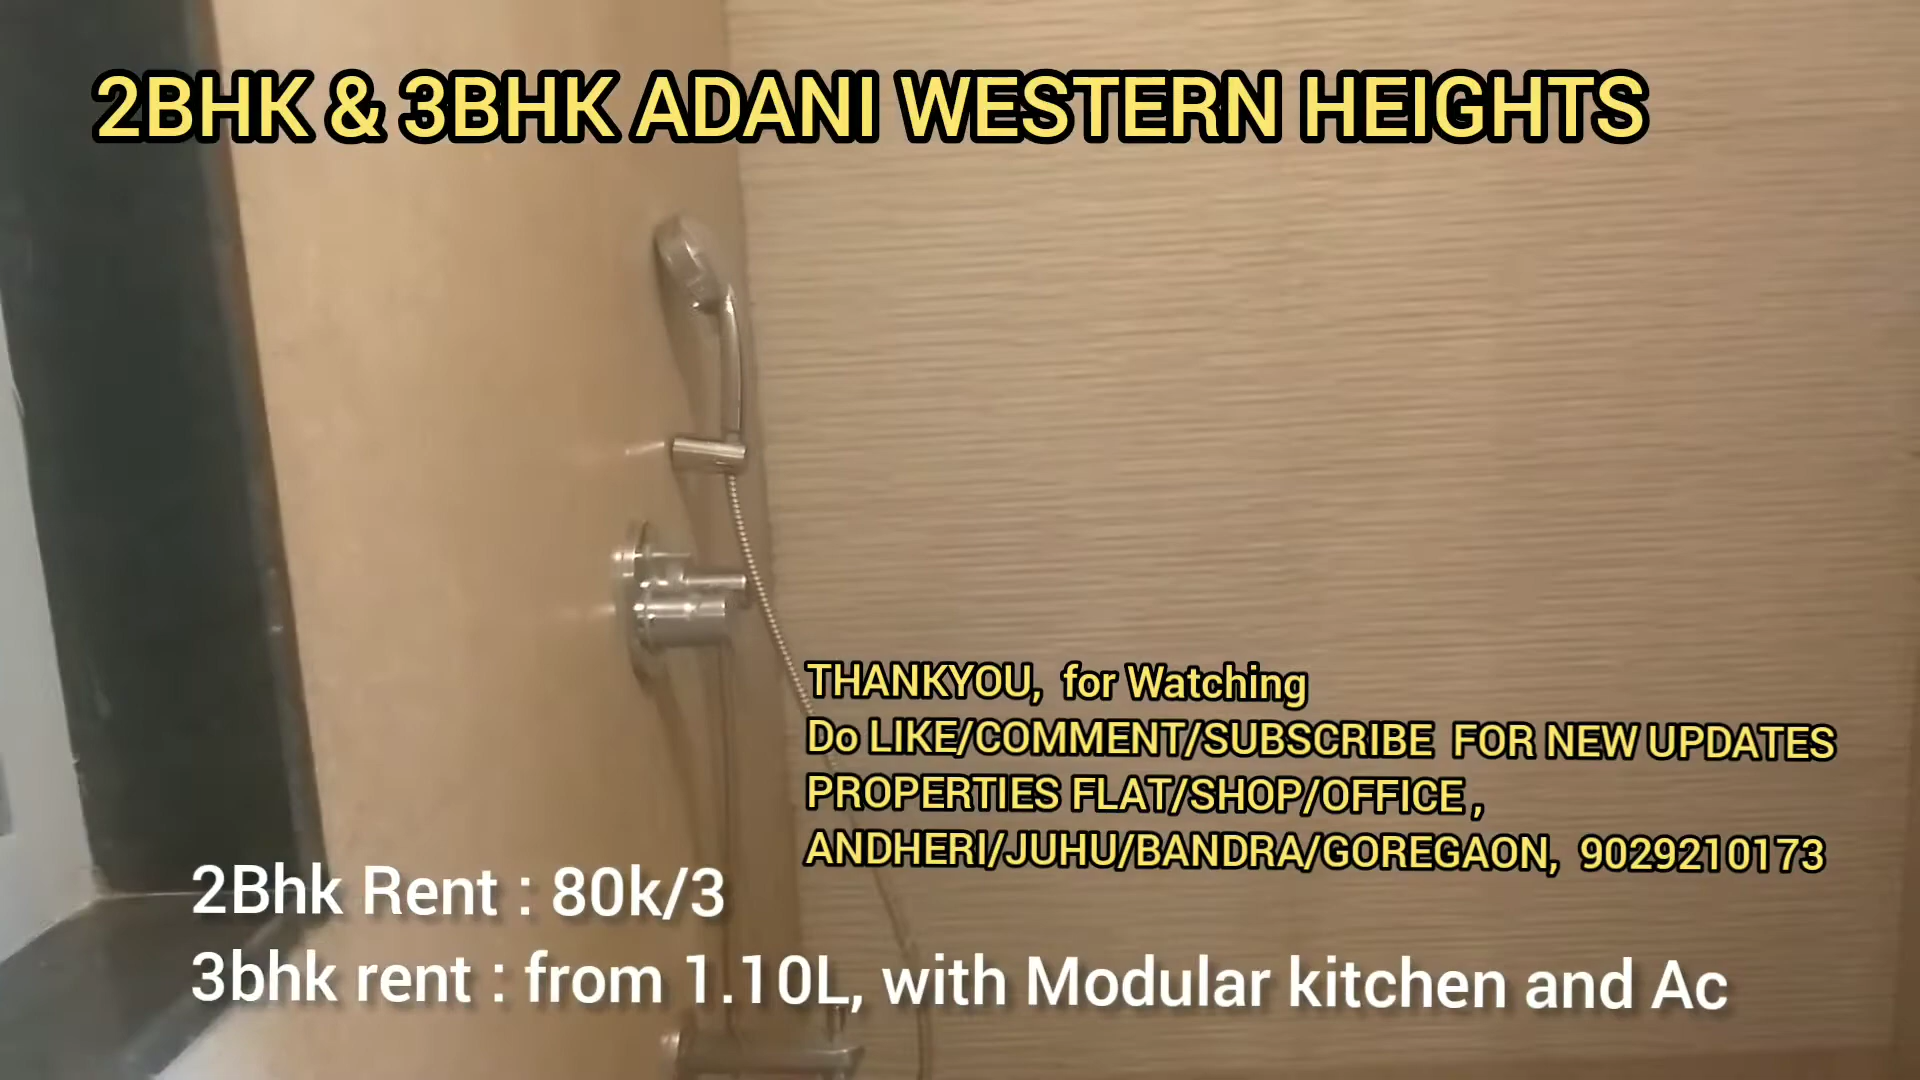 2BHK & 3BHK ADANI WESTERN HEIGHTS
THANKYOU, for Watching
Do LIKE/COMMENT/SUBSCRIBE FOR NEW UPDATES
PROPERTIES FLAT/SHOP/OFFICE ,
ANDHERI/JUHU/BANDRA/GOREGAON, 9029210173
2Bhk Rent : 80k/3
3bhk rent : from 1.10L, with Modular kitchen and Ac